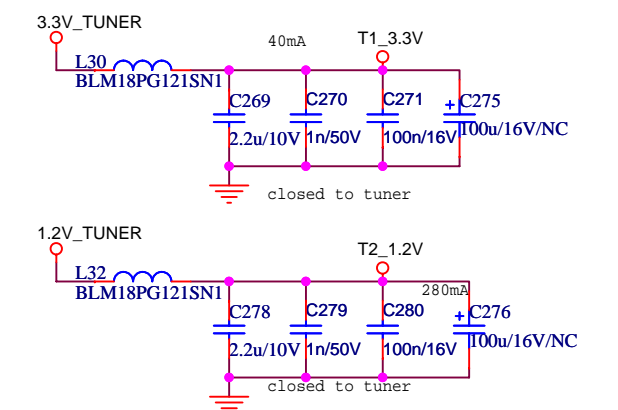 3.3V_TUNER
40mA
T1_3.3V
L30
BLM18PG121SN1
C269
C270
C271
C275
2.2u/10V
1n/50V
100n/16V
100u/16V/NC
closed to tuner
1.2V_TUNER
T2_1.2V
L32
BLM18PG121SN1
280mA
C278
C279
C280
C276
2.2u/10V
1n/50V
100n/16V
100u/16V/NC
closed to tuner